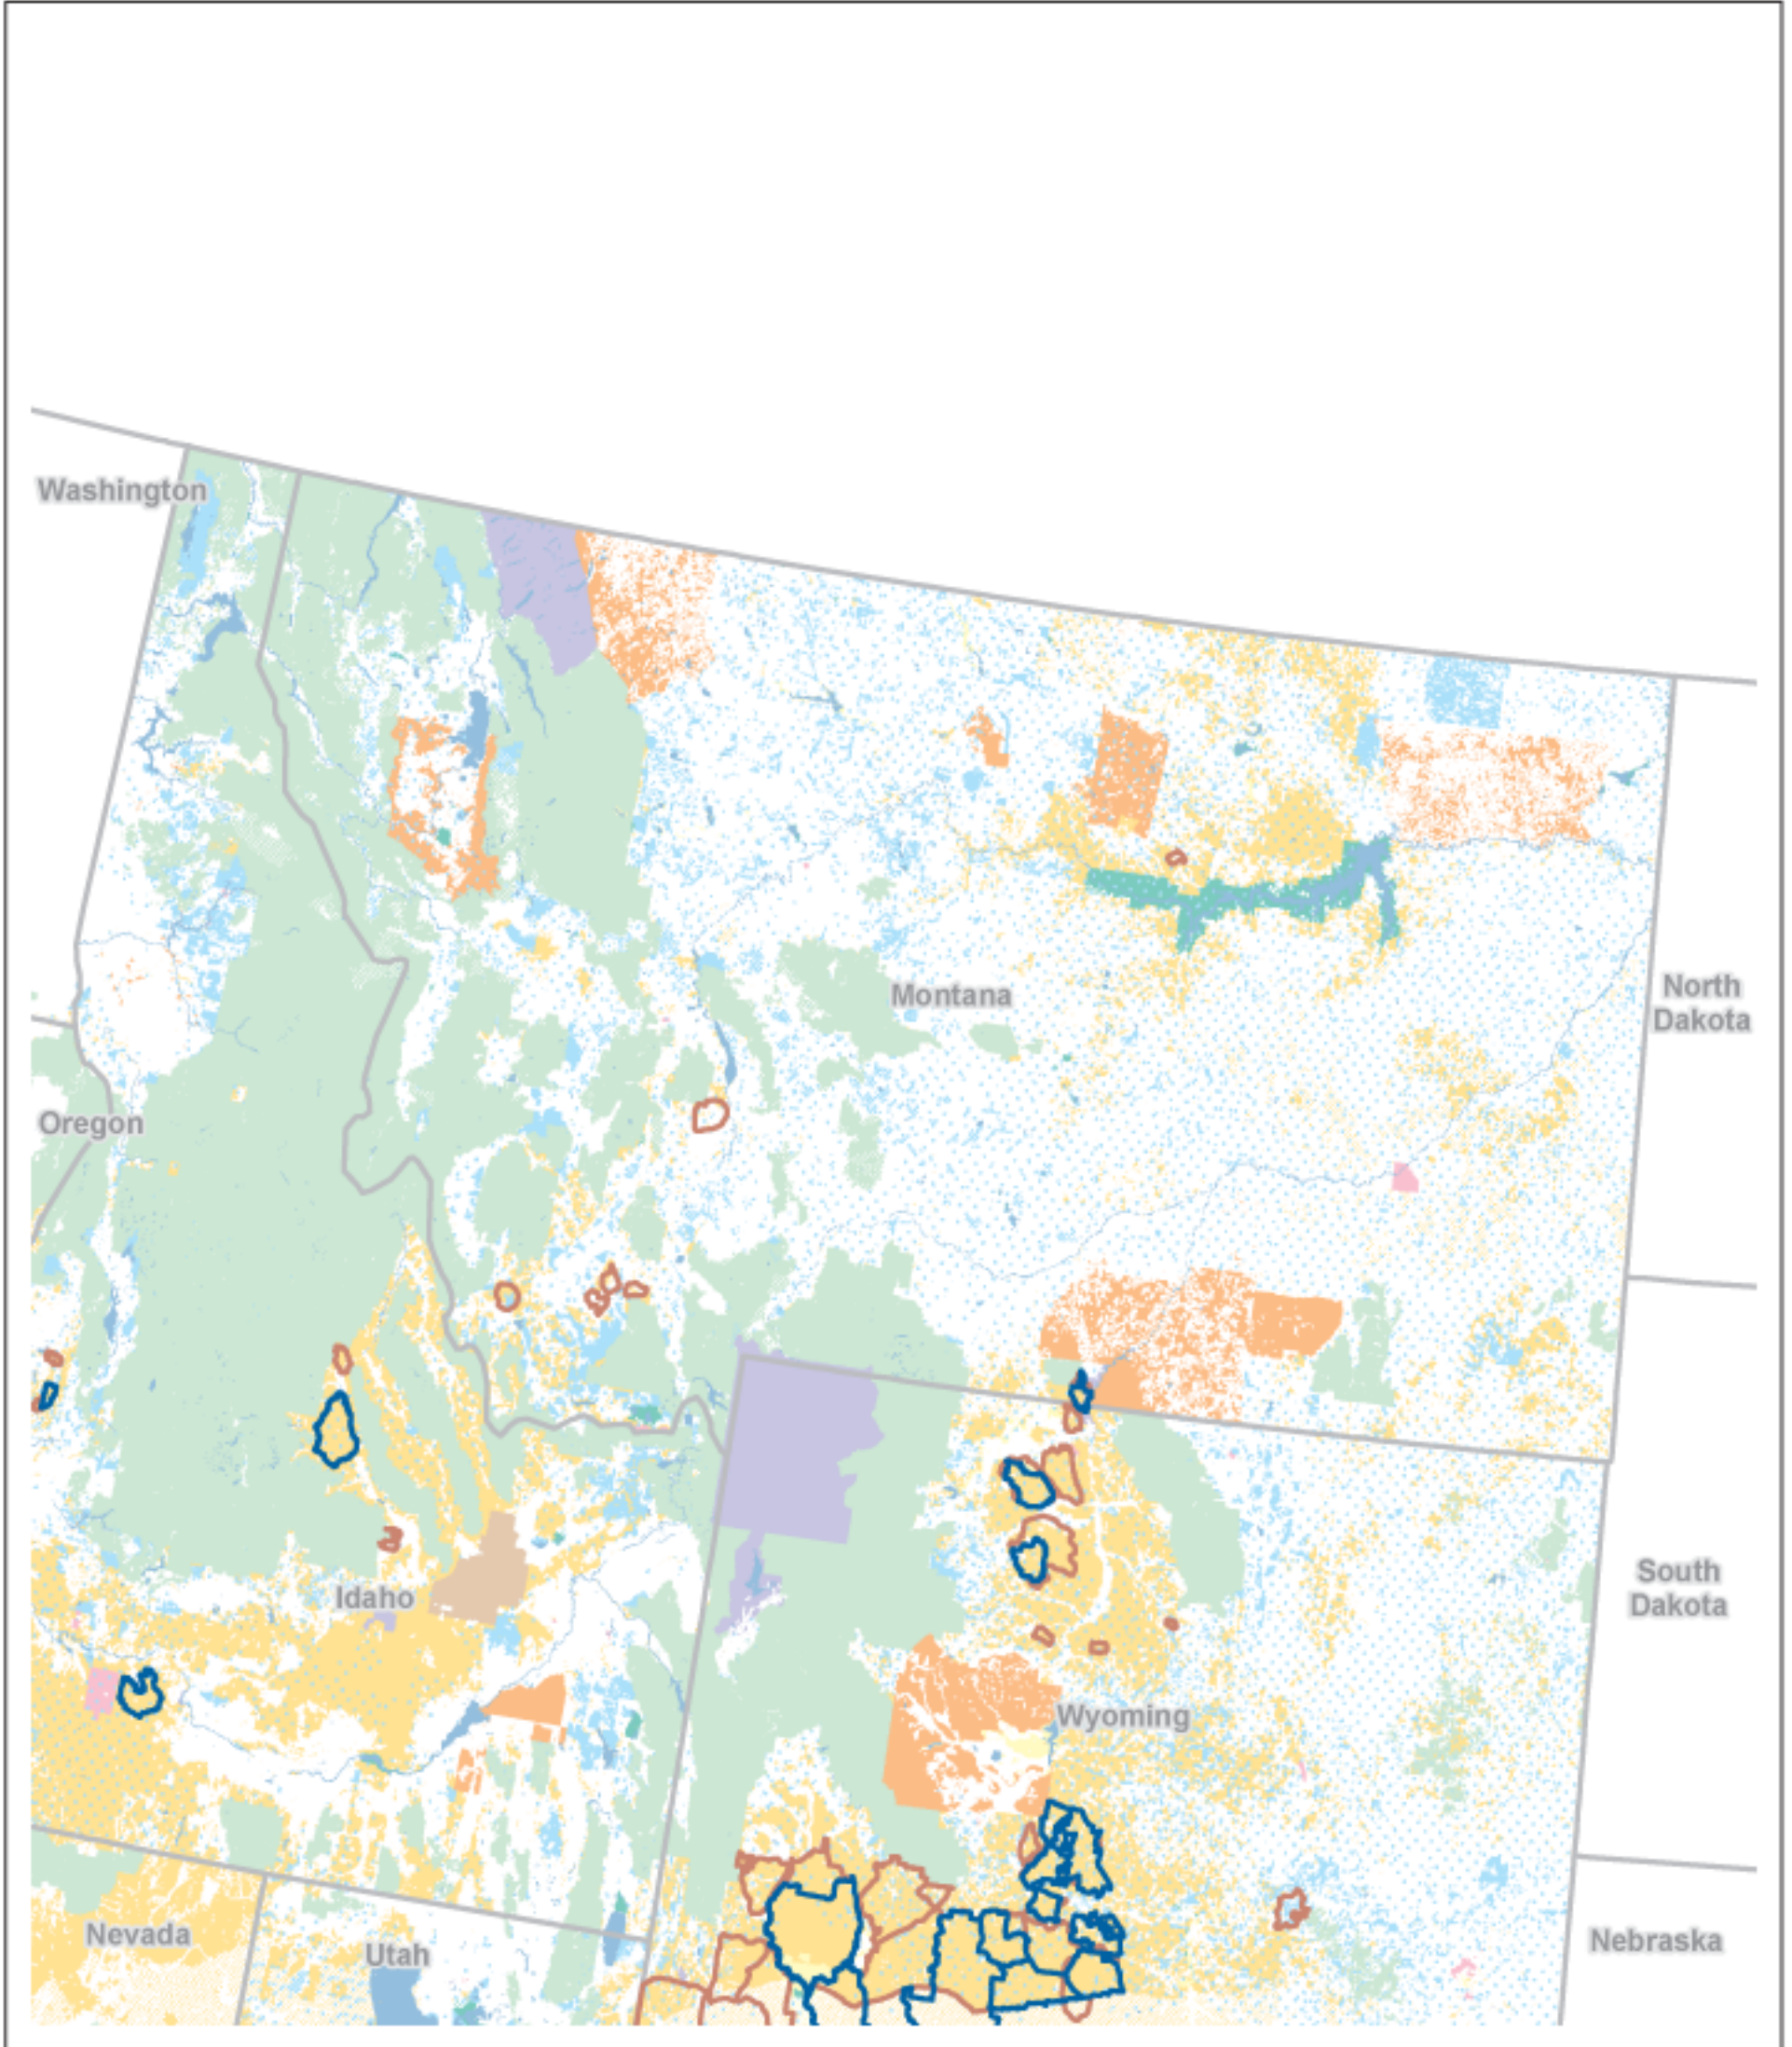 Washington
Montana
North
Dakota
Oregon
Idaho
South
Dakota
Wyoming
Nevada
Utah
Nebraska